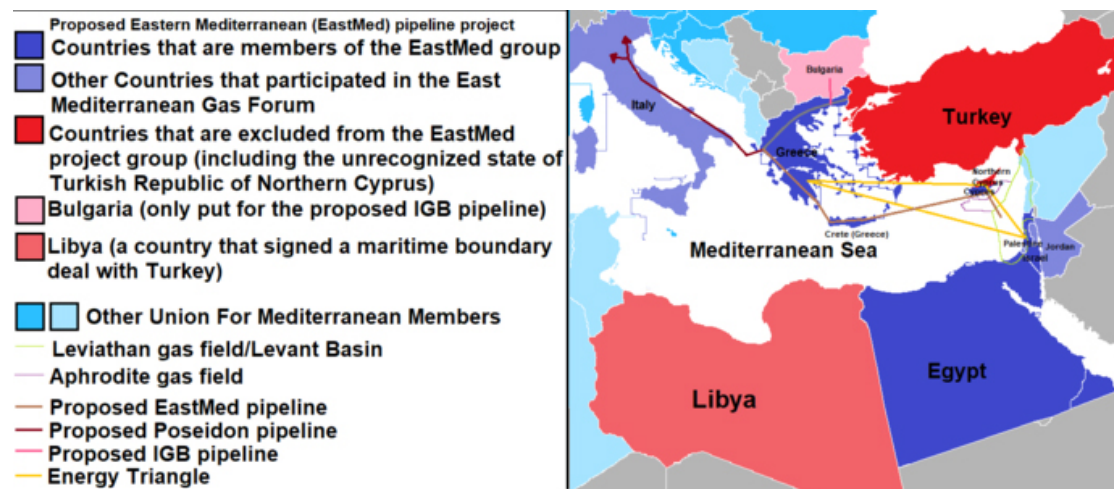 Proposed Eastern Mediterranean (EastMed) pipeline project
Countries that are members of the EastMed group
Other Countries that participated in the East
Mediterranean Gas Forum
Countries that are excluded from the EastMed
project group (including the unrecognized state of
Turkish Republic of Northern Cyprus)
Bulgaria (only put for the proposed IGB pipeline)
Libya (a country that signed a maritime boundary
deal with Turkey)
Other Union For Mediterranean Members
Leviathan gas field/Levant Basin
Aphrodite gas field
Proposed EastMed pipeline
Proposed Poseidon pipeline
Proposed IGB pipeline
Energy Triangle
Bulgaria
Italy
Turkey
Greece
Northern
Cyprus
Cyprus
Crete (Greece)
Mediterranean Sea
Palestine
Jordan
Israel
Egypt
Libya